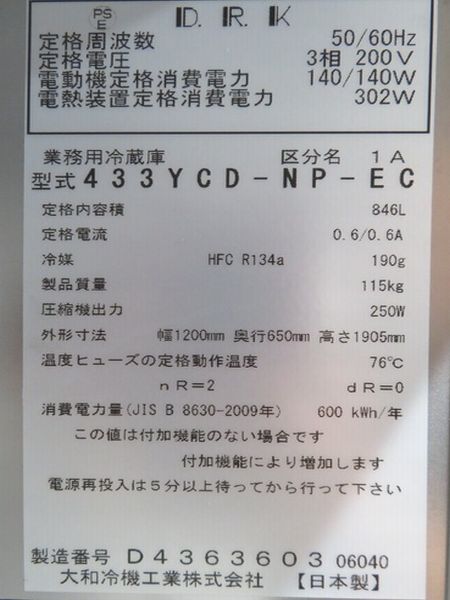 PS
E
D.R.K
定格周波数 50/60Hz
定格電圧 3相 200V
電動機定格消費電力 140/140W
電熱装置定格消費電力 302W
業務用冷蔵庫 区分名 1A
型式 433YCD-NP-EC
定格内容積 846L
定格電流 0.6/0.6A
冷媒 HFC R134a 190g
製品質量 115kg
圧縮機出力 250W
外形寸法 幅1200mm 奥行650mm 高さ1905mm
温度ヒューズの定格動作温度 76℃
nR=2 dR=0
消費電力量(JIS B 8630-2009年) 600 kWh/年
この値は付加機能のない場合です
付加機能により増加します
電源再投入は5分以上待ってから行って下さい
製造番号 D4363603 06040
大和冷機工業株式会社 【日本製】